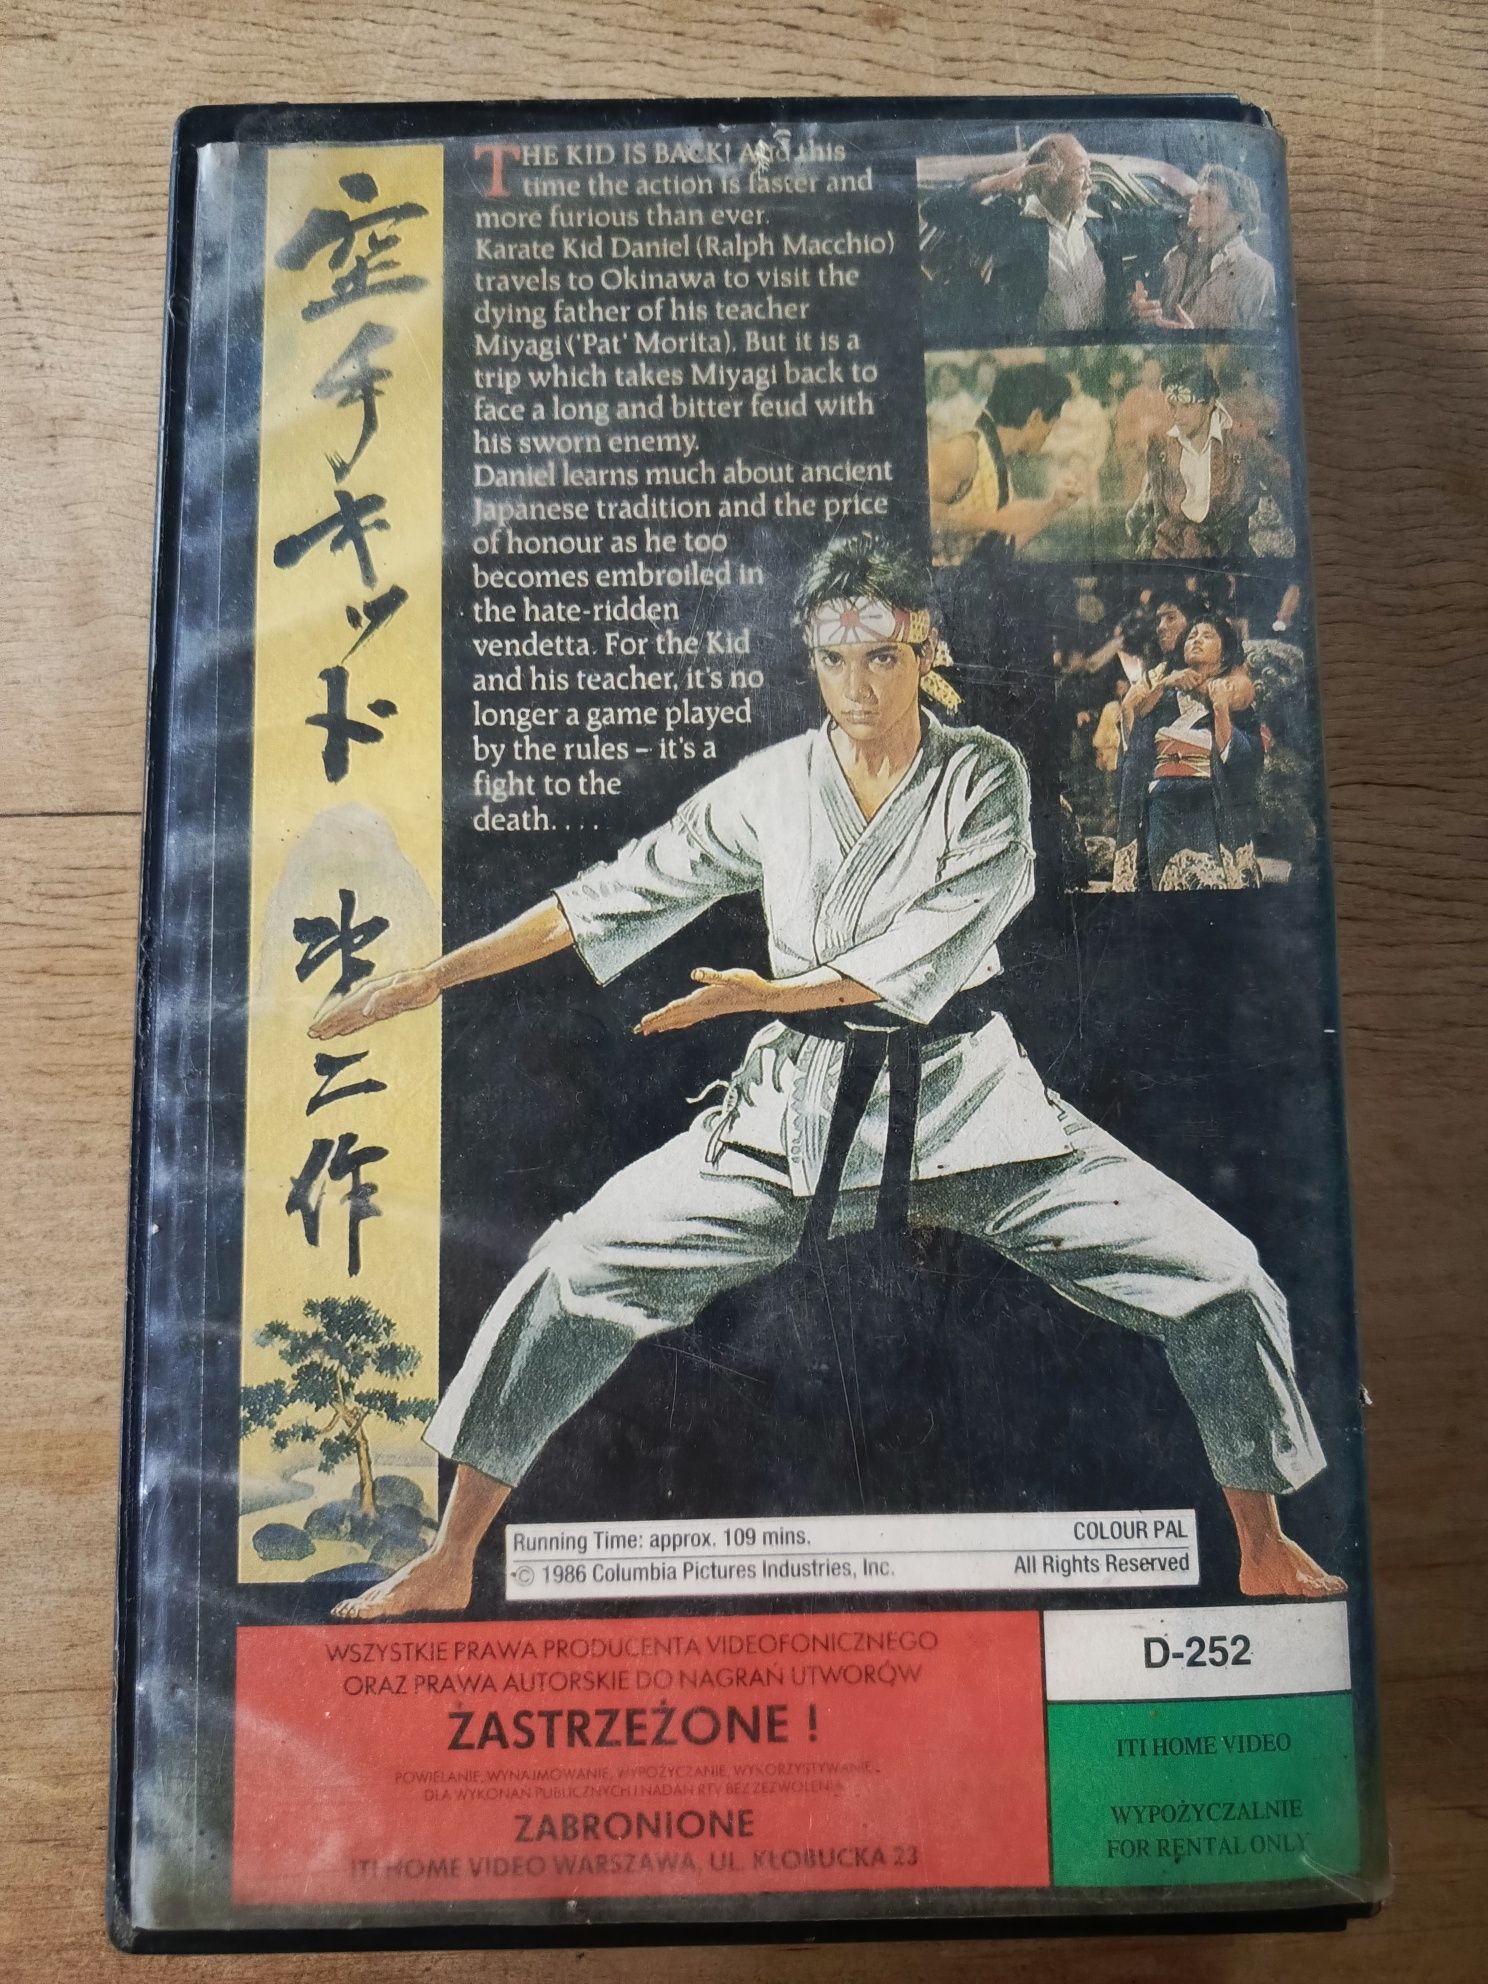 THE KID IS BACK! And this
time the action is faster and
more furious than ever.
Karate Kid Daniel (Ralph Macchio)
travels to Okinawa to visit the
dying father of his teacher
Miyagi ('Pat' Morita). But it is a
trip which takes Miyagi back to
face a long and bitter feud with
his sworn enemy.
Daniel learns much about ancient
Japanese tradition and the price
of honour as he too
becomes embroiled in
the hate-ridden
vendetta. For the Kid
and his teacher, it's no
longer a game played
by the rules – it's a
fight to the
death....
空手キッド
第二作
Running Time: approx. 109 mins.
COLOUR PAL
© 1986 Columbia Pictures Industries, Inc.
All Rights Reserved
WSZYSTKIE PRAWA PRODUCENTA VIDEOFONICZNEGO
ORAZ PRAWA AUTORSKIE DO NAGRAŃ UTWORÓW
ZASTRZEŻONE !
POWIELANIE, WYNAJMOWANIE, WYPOŻYCZANIE, WYKORZYSTYWANIE
DLA WYKONAŃ PUBLICZNYCH I NADAŃ RTV BEZ ZEZWOLENIA
ZABRONIONE
ITI HOME VIDEO WARSZAWA, UL. KŁOBUCKA 23
D-252
ITI HOME VIDEO
WYPOŻYCZALNIE
FOR RENTAL ONLY